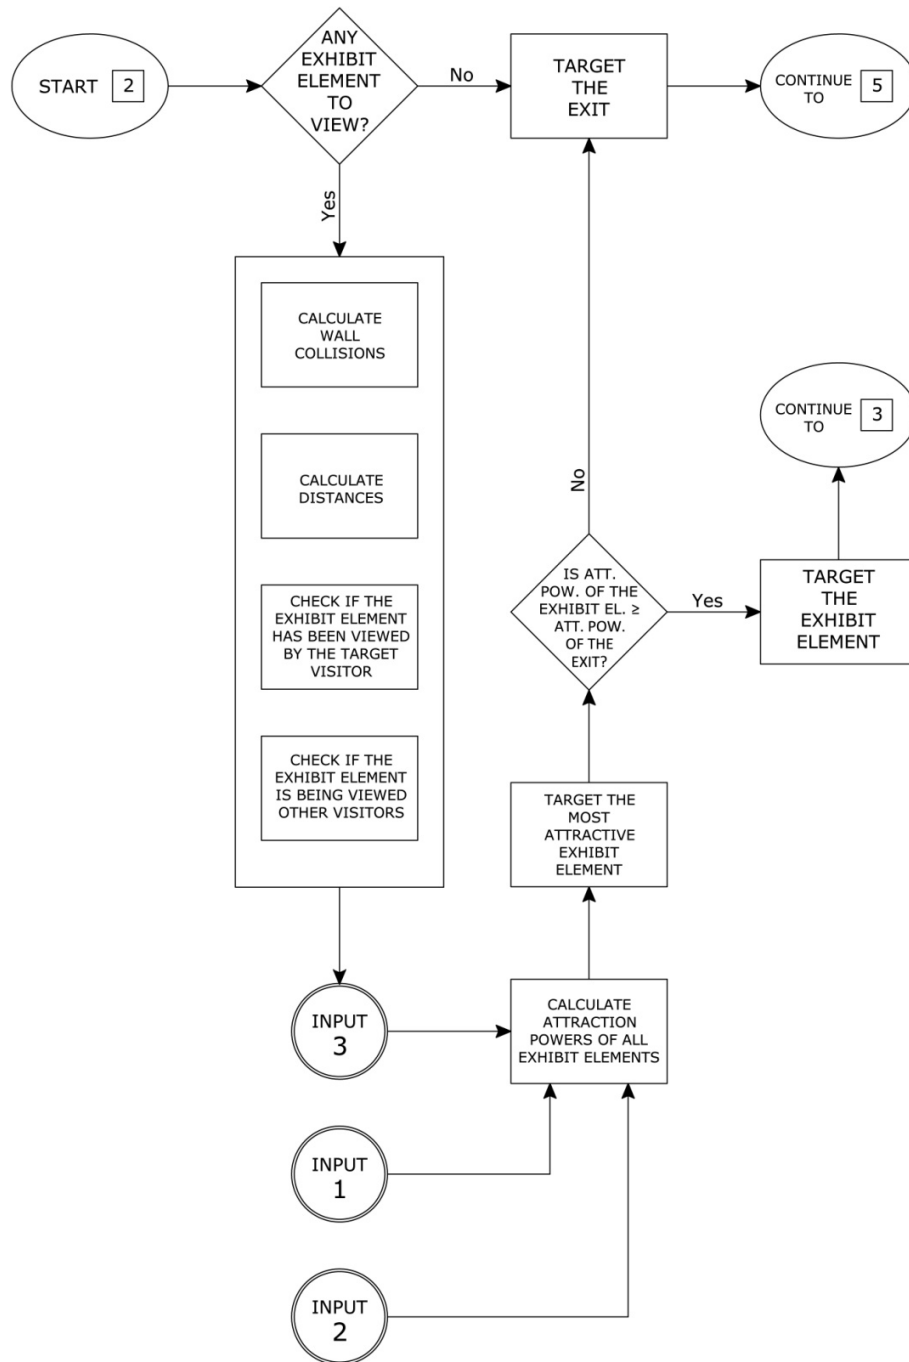 START 2
ANY
EXHIBIT
ELEMENT
TO
VIEW?
No
TARGET
THE
EXIT
CONTINUE
TO 5
Yes
CALCULATE
WALL
COLLISIONS
CALCULATE
DISTANCES
CHECK IF THE
EXHIBIT ELEMENT
HAS BEEN VIEWED
BY THE TARGET
VISITOR
CHECK IF THE
EXHIBIT ELEMENT
IS BEING VIEWED
OTHER VISITORS
INPUT
3
INPUT
1
INPUT
2
CALCULATE
ATTRACTION
POWERS OF ALL
EXHIBIT ELEMENTS
TARGET THE
MOST
ATTRACTIVE
EXHIBIT
ELEMENT
IS ATT.
POW. OF THE
EXHIBIT EL. ≥
ATT. POW.
OF THE
EXIT?
No
Yes
TARGET
THE
EXHIBIT
ELEMENT
CONTINUE
TO 3